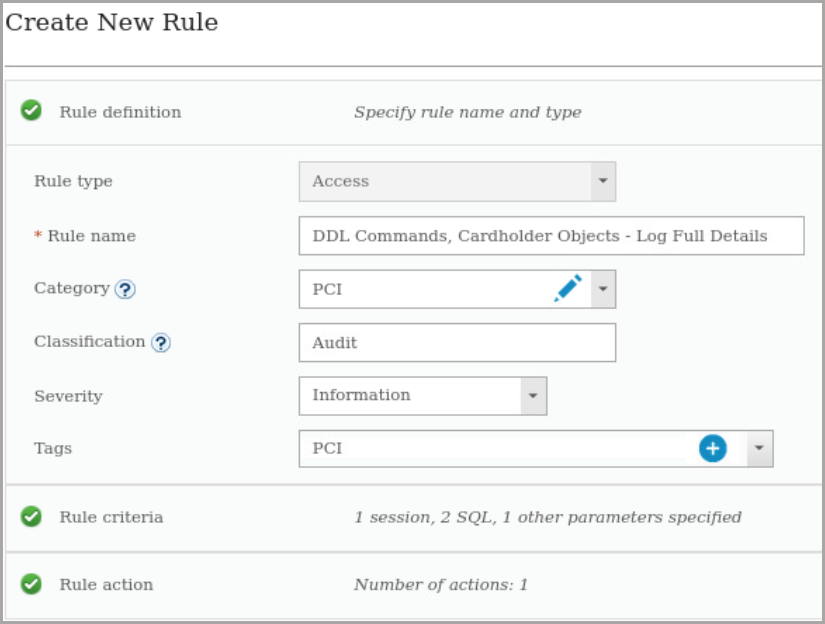 Create New Rule
Rule definition Specify rule name and type
Rule type Access
* Rule name DDL Commands, Cardholder Objects - Log Full Details
Category ? PCI
Classification ? Audit
Severity Information
Tags PCI
Rule criteria 1 session, 2 SQL, 1 other parameters specified
Rule action Number of actions: 1